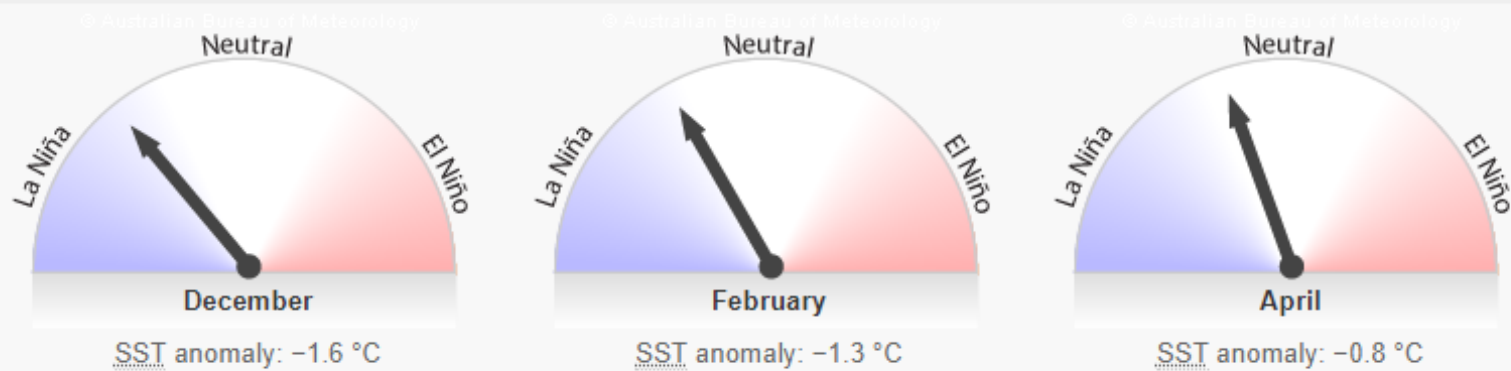 © Australian Bureau of Meteorology
Neutral
La Niña
El Niño
December
SST anomaly: −1.6 °C
© Australian Bureau of Meteorology
Neutral
La Niña
El Niño
February
SST anomaly: −1.3 °C
© Australian Bureau of Meteorology
Neutral
La Niña
El Niño
April
SST anomaly: −0.8 °C